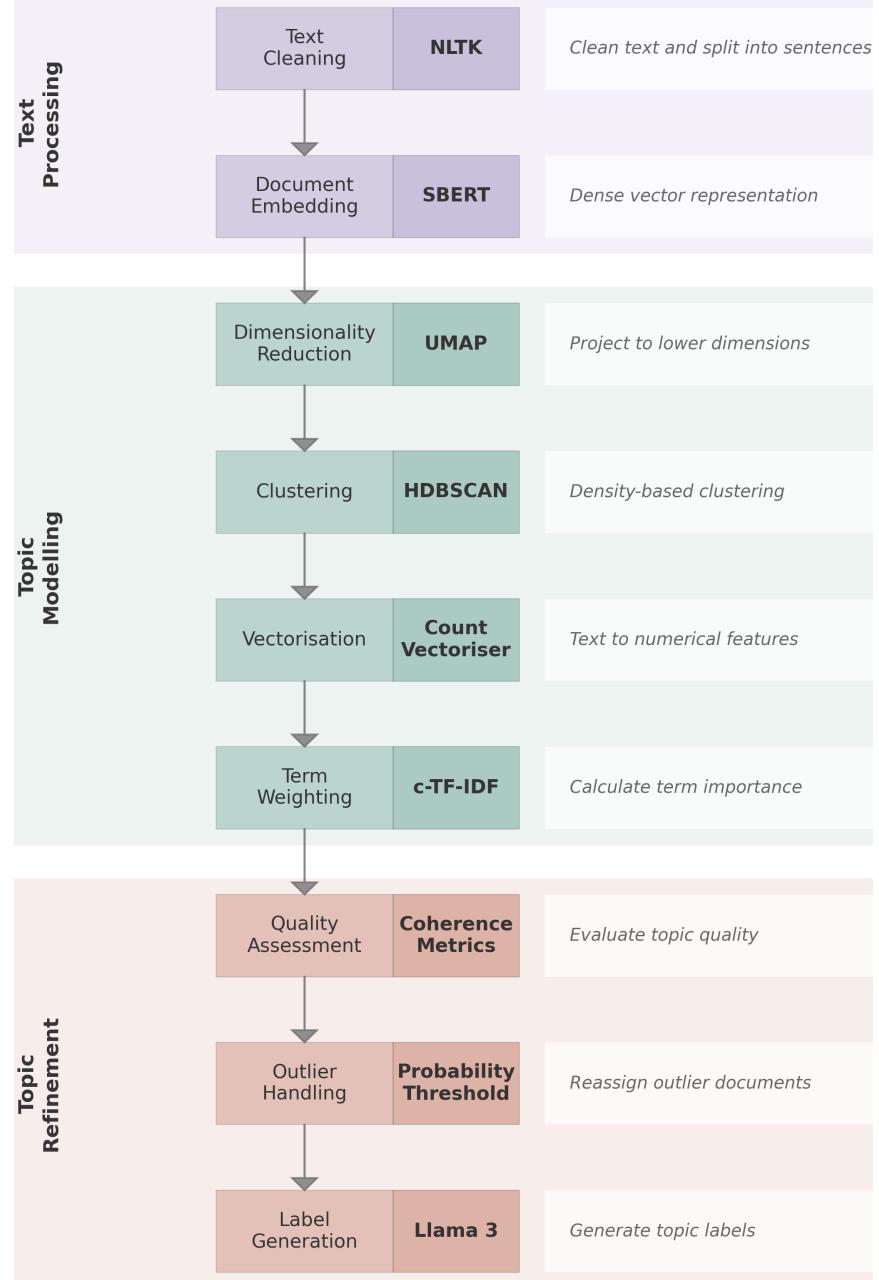 Text
Processing
Text
Cleaning
NLTK
Clean text and split into sentences
Document
Embedding
SBERT
Dense vector representation
Topic
Modelling
Dimensionality
Reduction
UMAP
Project to lower dimensions
Clustering
HDBSCAN
Density-based clustering
Vectorisation
Count
Vectoriser
Text to numerical features
Term
Weighting
c-TF-IDF
Calculate term importance
Topic
Refinement
Quality
Assessment
Coherence
Metrics
Evaluate topic quality
Outlier
Handling
Probability
Threshold
Reassign outlier documents
Label
Generation
Llama 3
Generate topic labels